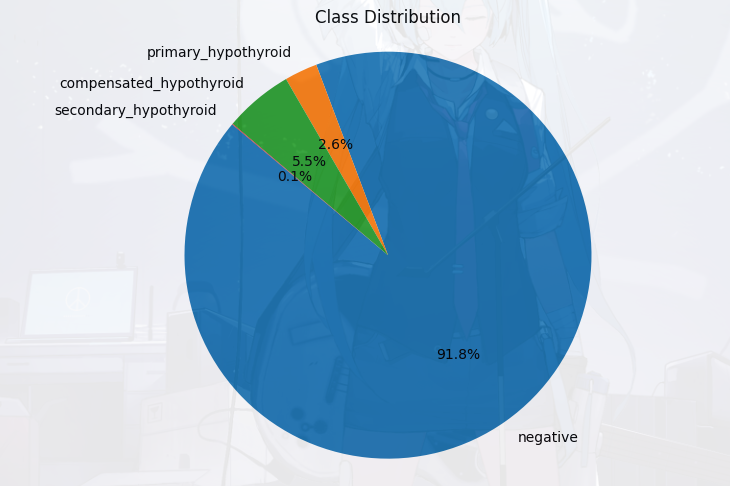 Class Distribution
primary_hypothyroid
compensated_hypothyroid
secondary_hypothyroid
2.6%
5.5%
0.1%
91.8%
negative